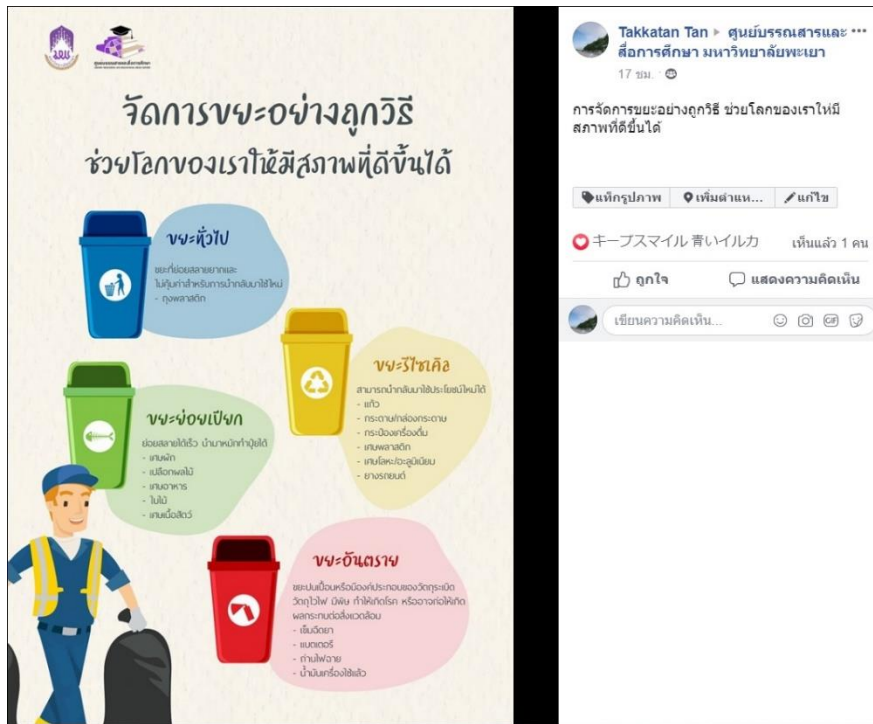 จัดการขยะอย่างถูกวิธี
ช่วยโลกของเราให้มีสภาพที่ดีขึ้นได้
ขยะทั่วไป
ขยะที่ย่อยสลายยากและ
ไม่คุ้มค่าสำหรับการนำกลับมาใช้ใหม่
- ถุงพลาสติก
ขยะรีไซเคิล
สามารถนำกลับมาใช้ประโยชน์ใหม่ได้
- แก้ว
- กระดาษ/กล่องกระดาษ
- กระป๋องเครื่องดื่ม
- เศษพลาสติก
- เศษโลหะ/อะลูมิเนียม
- ยางรถยนต์
ขยะย่อยเปียก
ย่อยสลายได้เร็ว นำมาหมักทำปุ๋ยได้
- เศษผัก
- เปลือกผลไม้
- เศษอาหาร
- ใบไม้
- เศษเนื้อสัตว์
ขยะอันตราย
ขยะปนเปื้อนหรือมีองค์ประกอบของวัตถุระเบิด
วัตถุไวไฟ มีพิษ ทำให้เกิดโรค หรืออาจก่อให้เกิด
ผลกระทบต่อสิ่งแวดล้อม
- เข็มฉีดยา
- แบตเตอรี่
- ถ่านไฟฉาย
- น้ำมันเครื่องใช้แล้ว
Takkatan Tan ▸ ศูนย์บรรณสารและ
สื่อการศึกษา มหาวิทยาลัยพะเยา
17 ชม.
การจัดการขยะอย่างถูกวิธี ช่วยโลกของเราให้มี
สภาพที่ดีขึ้นได้
แท็กรูปภาพ เพิ่มตำแห... แก้ไข
キープスマイル 青いイルカ เห็นแล้ว 1 คน
ถูกใจ แสดงความคิดเห็น
เขียนความคิดเห็น... GIF